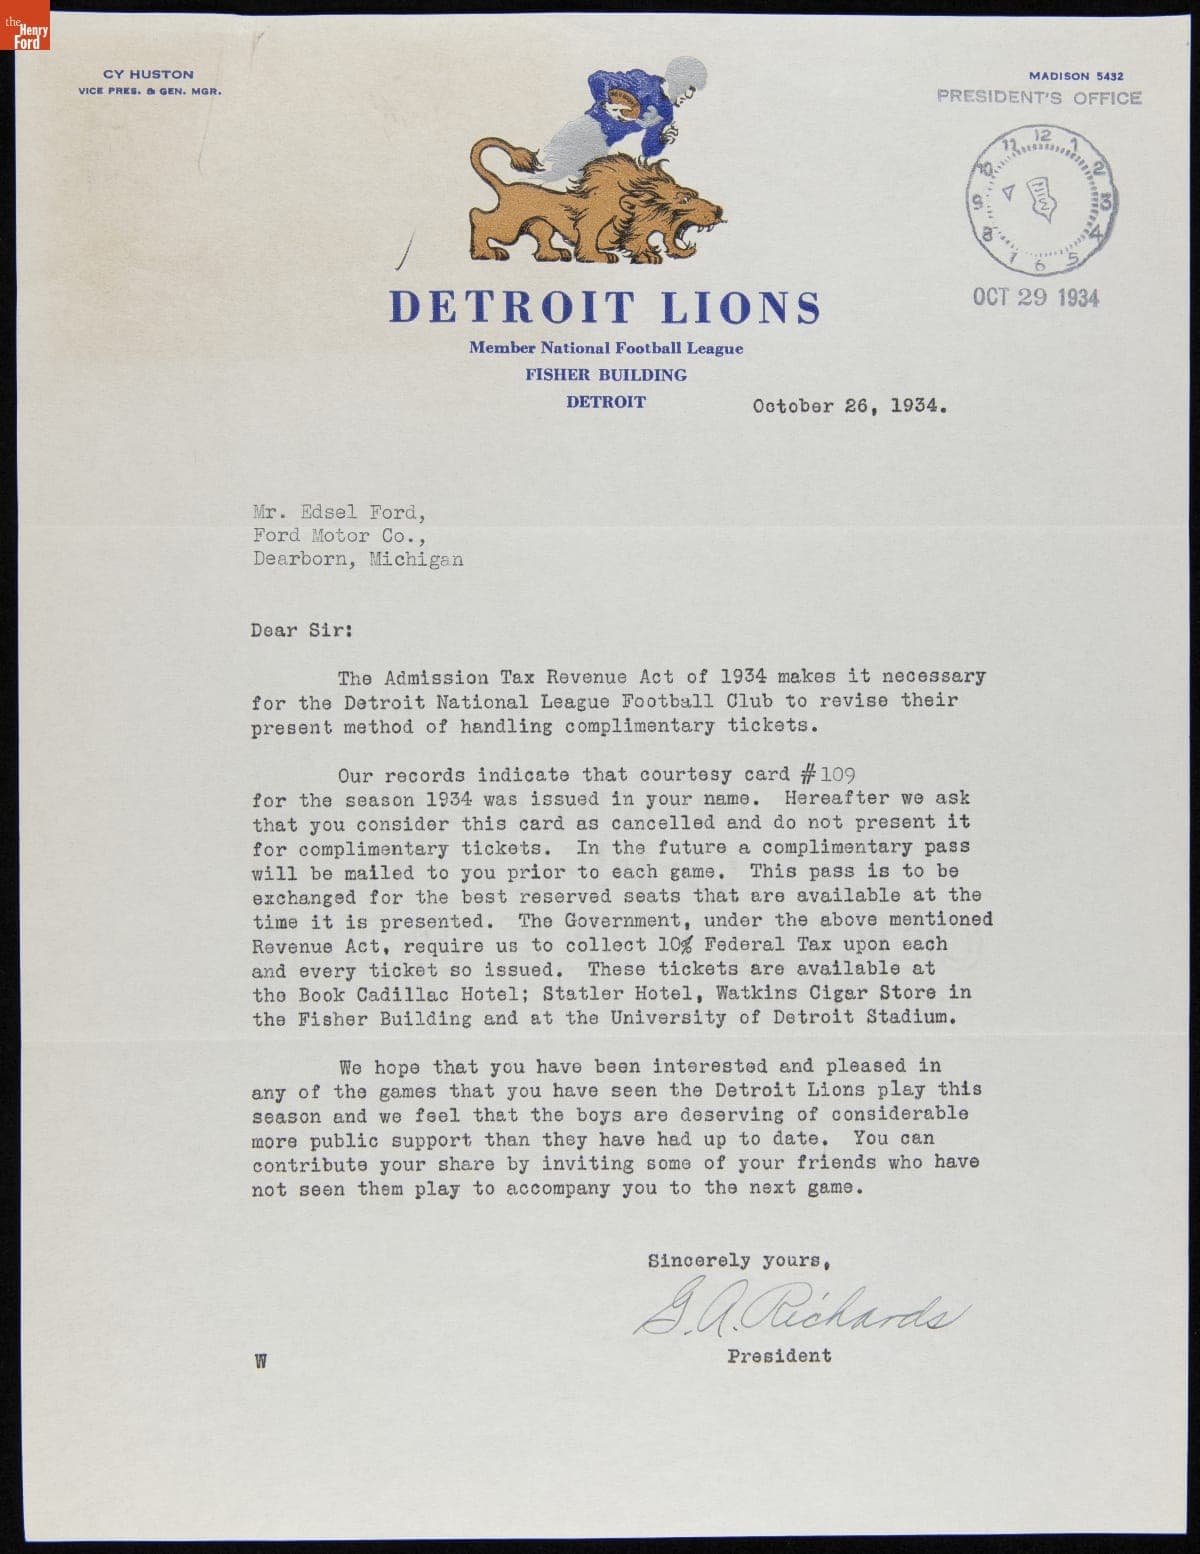 the
Henry
Ford
CY HUSTON
VICE PRES. & GEN. MGR.
MADISON 5432
PRESIDENT'S OFFICE
12
1
2
3
4
5
6
7
8
9
10
11
OCT 29 1934
DETROIT LIONS
Member National Football League
FISHER BUILDING
DETROIT
October 26, 1934.
Mr. Edsel Ford,
Ford Motor Co.,
Dearborn, Michigan
Dear Sir:
The Admission Tax Revenue Act of 1934 makes it necessary
for the Detroit National League Football Club to revise their
present method of handling complimentary tickets.
Our records indicate that courtesy card #109
for the season 1934 was issued in your name. Hereafter we ask
that you consider this card as cancelled and do not present it
for complimentary tickets. In the future a complimentary pass
will be mailed to you prior to each game. This pass is to be
exchanged for the best reserved seats that are available at the
time it is presented. The Government, under the above mentioned
Revenue Act, require us to collect 10% Federal Tax upon each
and every ticket so issued. These tickets are available at
the Book Cadillac Hotel; Statler Hotel, Watkins Cigar Store in
the Fisher Building and at the University of Detroit Stadium.
We hope that you have been interested and pleased in
any of the games that you have seen the Detroit Lions play this
season and we feel that the boys are deserving of considerable
more public support than they have had up to date. You can
contribute your share by inviting some of your friends who have
not seen them play to accompany you to the next game.
Sincerely yours,
G. A. Richards
President
W